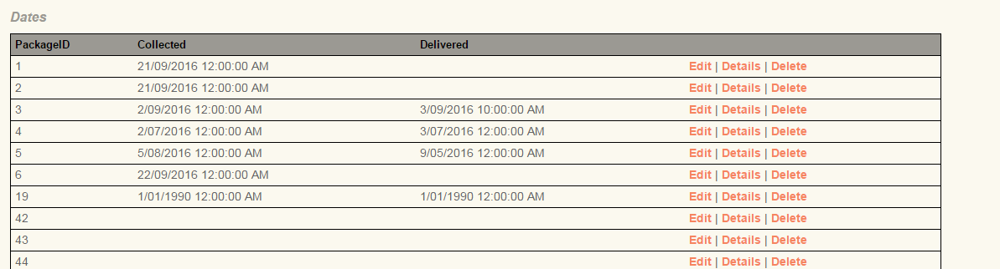 Dates
PackageID Collected Delivered
1 21/09/2016 12:00:00 AM Edit | Details | Delete
2 21/09/2016 12:00:00 AM Edit | Details | Delete
3 2/09/2016 12:00:00 AM 3/09/2016 10:00:00 AM Edit | Details | Delete
4 2/07/2016 12:00:00 AM 3/07/2016 12:00:00 AM Edit | Details | Delete
5 5/08/2016 12:00:00 AM 9/05/2016 12:00:00 AM Edit | Details | Delete
6 22/09/2016 12:00:00 AM Edit | Details | Delete
19 1/01/1990 12:00:00 AM 1/01/1990 12:00:00 AM Edit | Details | Delete
42 Edit | Details | Delete
43 Edit | Details | Delete
44 Edit | Details | Delete